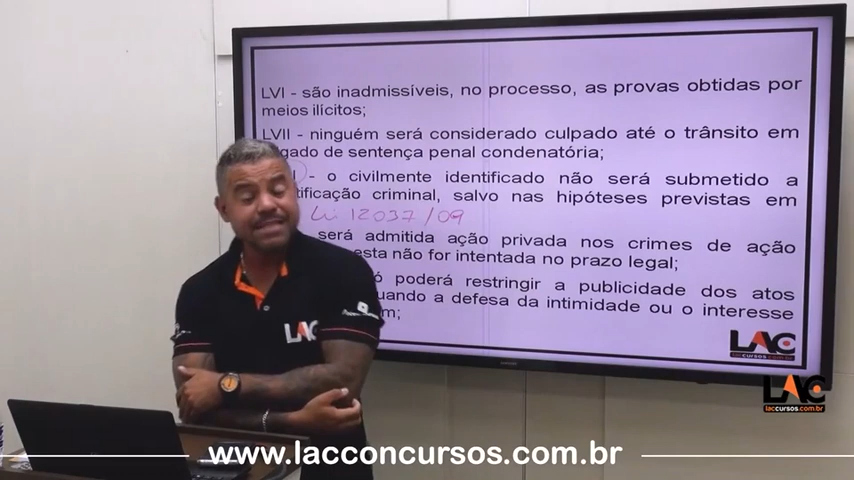 LVI - são inadmissíveis, no processo, as provas obtidas por
meios ilícitos;
LVII - ninguém será considerado culpado até o trânsito em
gado de sentença penal condenatória;
- o civilmente identificado não será submetido a
tificação criminal, salvo nas hipóteses previstas em
Lei 12037/09
será admitida ação privada nos crimes de ação
esta não for intentada no prazo legal;
ó poderá restringir a publicidade dos atos
uando a defesa da intimidade ou o interesse
m;
LAC
laccursos.com.br
LAC
LAC
laccursos.com.br
www.lacconcursos.com.br